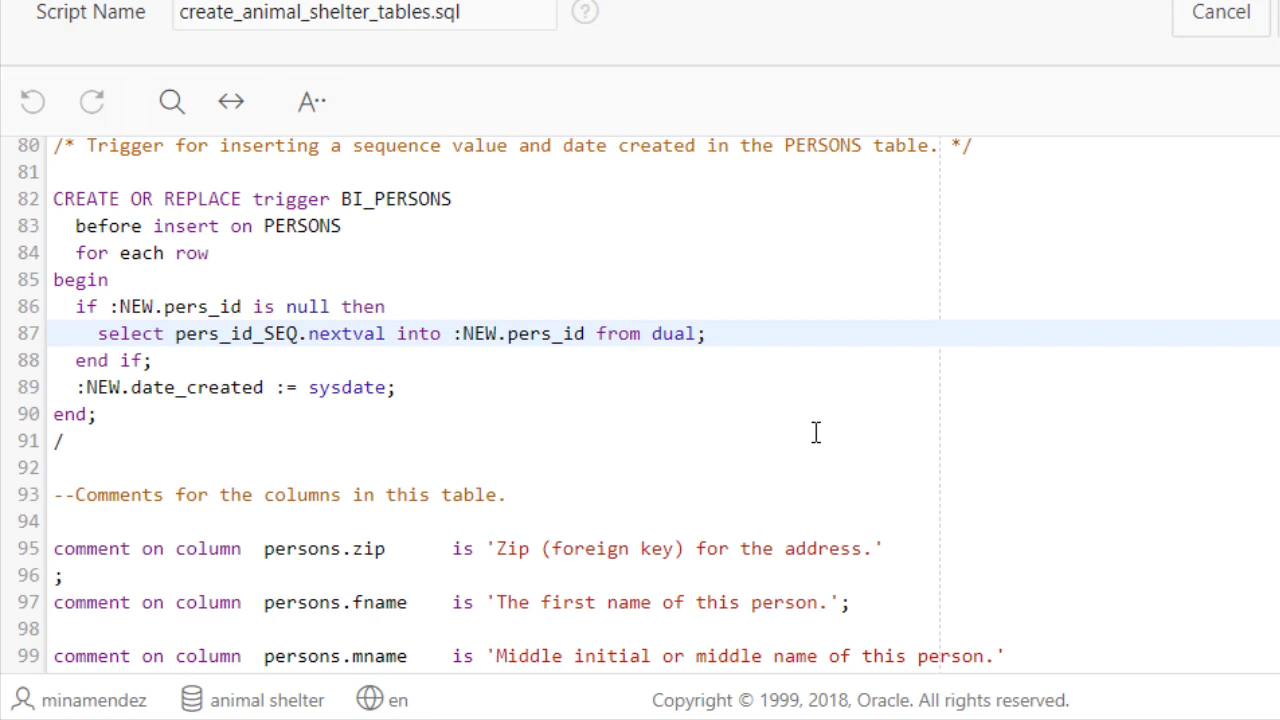 Script Name create_animal_shelter_tables.sql ? Cancel
A··
80 /* Trigger for inserting a sequence value and date created in the PERSONS table. */
81
82 CREATE OR REPLACE trigger BI_PERSONS
83 before insert on PERSONS
84 for each row
85 begin
86 if :NEW.pers_id is null then
87 select pers_id_SEQ.nextval into :NEW.pers_id from dual;
88 end if;
89 :NEW.date_created := sysdate;
90 end;
91 /
92
93 --Comments for the columns in this table.
94
95 comment on column persons.zip is 'Zip (foreign key) for the address.'
96 ;
97 comment on column persons.fname is 'The first name of this person.';
98
99 comment on column persons.mname is 'Middle initial or middle name of this person.'
minamendez animal shelter en Copyright © 1999, 2018, Oracle. All rights reserved.